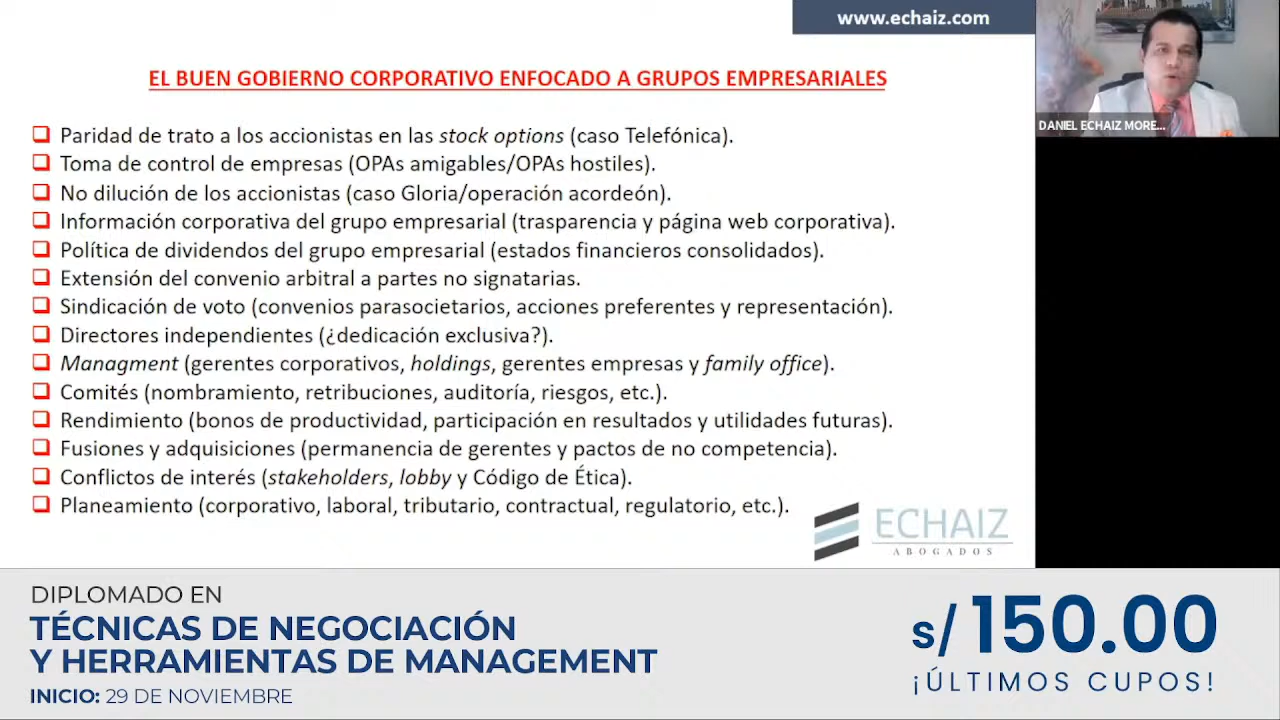 www.echaiz.com
EL BUEN GOBIERNO CORPORATIVO ENFOCADO A GRUPOS EMPRESARIALES
Paridad de trato a los accionistas en las stock options (caso Telefónica).
Toma de control de empresas (OPAs amigables/OPAs hostiles).
No dilución de los accionistas (caso Gloria/operación acordeón).
Información corporativa del grupo empresarial (trasparencia y página web corporativa).
Política de dividendos del grupo empresarial (estados financieros consolidados).
Extensión del convenio arbitral a partes no signatarias.
Sindicación de voto (convenios parasocietarios, acciones preferentes y representación).
Directores independientes (¿dedicación exclusiva?).
Managment (gerentes corporativos, holdings, gerentes empresas y family office).
Comités (nombramiento, retribuciones, auditoría, riesgos, etc.).
Rendimiento (bonos de productividad, participación en resultados y utilidades futuras).
Fusiones y adquisiciones (permanencia de gerentes y pactos de no competencia).
Conflictos de interés (stakeholders, lobby y Código de Ética).
Planeamiento (corporativo, laboral, tributario, contractual, regulatorio, etc.).
ECHAIZ
ABOGADOS
DANIEL ECHAIZ MORE...
DIPLOMADO EN
TÉCNICAS DE NEGOCIACIÓN
Y HERRAMIENTAS DE MANAGEMENT
INICIO: 29 DE NOVIEMBRE
s/150.00
¡ÚLTIMOS CUPOS!